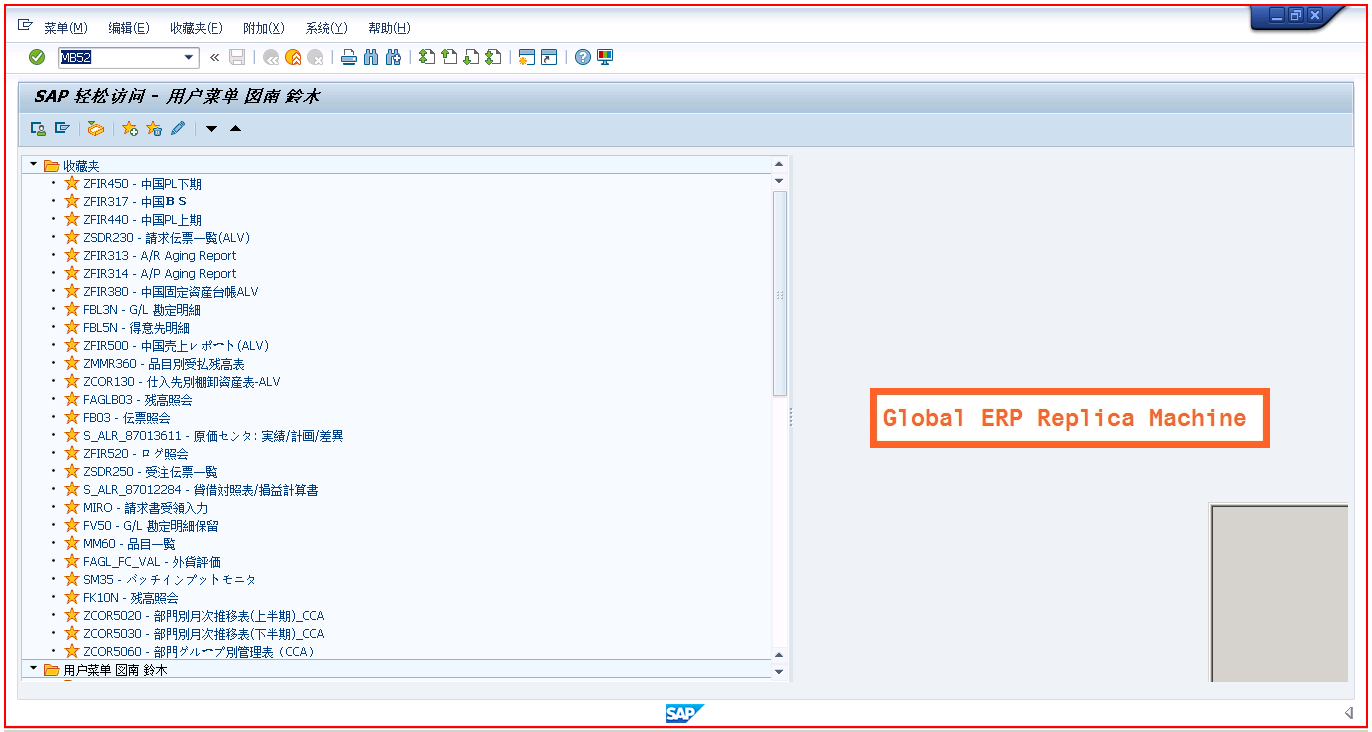 菜单(M) 编辑(E) 收藏夹(F) 附加(X) 系统(Y) 帮助(H)
MB52
SAP 轻松访问 - 用户菜单 図南 鈴木
收藏夹
ZFIR450 - 中国PL下期
ZFIR317 - 中国ＢＳ
ZFIR440 - 中国PL上期
ZSDR230 - 請求伝票一覧(ALV)
ZFIR313 - A/R Aging Report
ZFIR314 - A/P Aging Report
ZFIR380 - 中国固定資産台帳ALV
FBL3N - G/L 勘定明細
FBL5N - 得意先明細
ZFIR500 - 中国売上レポート(ALV)
ZMMR360 - 品目別受払残高表
ZCOR130 - 仕入先別棚卸資産表-ALV
FAGLB03 - 残高照会
FB03 - 伝票照会
S_ALR_87013611 - 原価センタ: 実績/計画/差異
ZFIR520 - ログ照会
ZSDR250 - 受注伝票一覧
S_ALR_87012284 - 貸借対照表/損益計算書
MIRO - 請求書受領入力
FV50 - G/L 勘定明細保留
MM60 - 品目一覧
FAGL_FC_VAL - 外貨評価
SM35 - バッチインプットモニタ
FK10N - 残高照会
ZCOR5020 - 部門別月次推移表(上半期)_CCA
ZCOR5030 - 部門別月次推移表(下半期)_CCA
ZCOR5060 - 部門グループ別管理表（CCA）
用户菜单 図南 鈴木
Global ERP Replica Machine
SAP